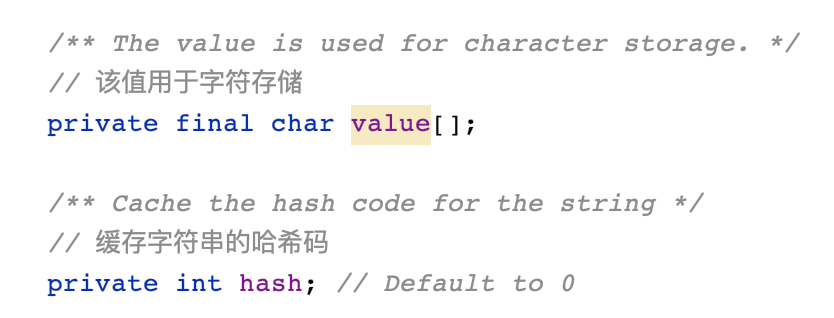 /** The value is used for character storage. */
// 该值用于字符存储
private final char value[];
/** Cache the hash code for the string */
// 缓存字符串的哈希码
private int hash; // Default to 0